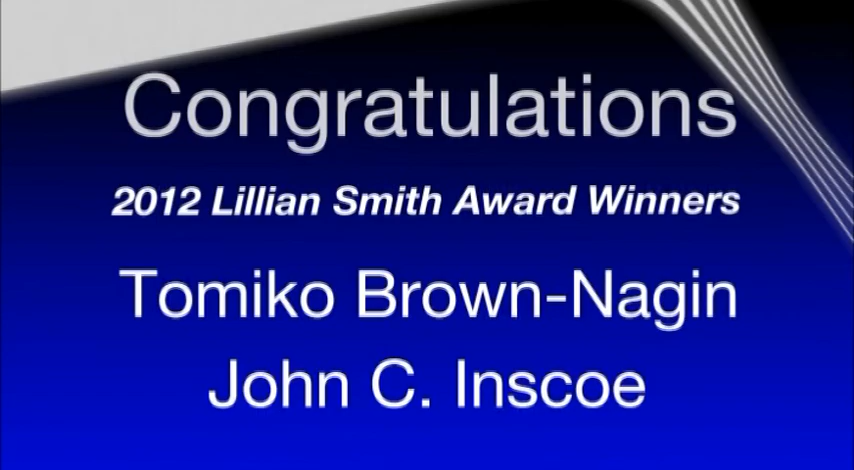 Congratulations
2012 Lillian Smith Award Winners
Tomiko Brown-Nagin
John C. Inscoe